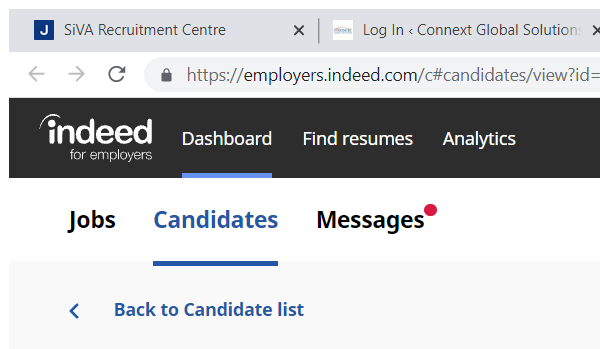 J SiVA Recruitment Centre Log In ‹ Connext Global Solutions
https://employers.indeed.com/c#candidates/view?id=
indeed
for employers
Dashboard Find resumes Analytics
Jobs Candidates Messages
Back to Candidate list